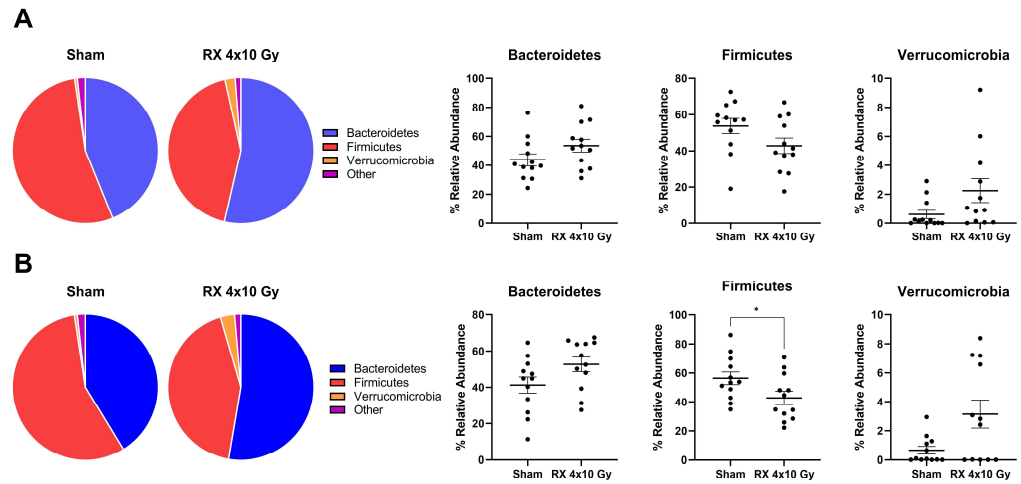 A
Sham
RX 4x10 Gy
Bacteroidetes
Firmicutes
Verrucomicrobia
Other
Bacteroidetes
% Relative Abundance
100
80
60
40
20
0
Sham RX 4x10 Gy
Firmicutes
% Relative Abundance
80
60
40
20
0
Sham RX 4x10 Gy
Verrucomicrobia
% Relative Abundance
10
8
6
4
2
0
Sham RX 4x10 Gy
B
Sham
RX 4x10 Gy
Bacteroidetes
Firmicutes
Verrucomicrobia
Other
Bacteroidetes
% Relative Abundance
80
60
40
20
0
Sham RX 4x10 Gy
Firmicutes
% Relative Abundance
100
80
60
40
20
0
*
Sham RX 4x10 Gy
Verrucomicrobia
% Relative Abundance
10
8
6
4
2
0
Sham RX 4x10 Gy